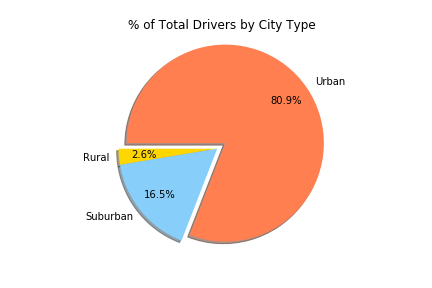 % of Total Drivers by City Type
Urban
80.9%
Rural
2.6%
16.5%
Suburban